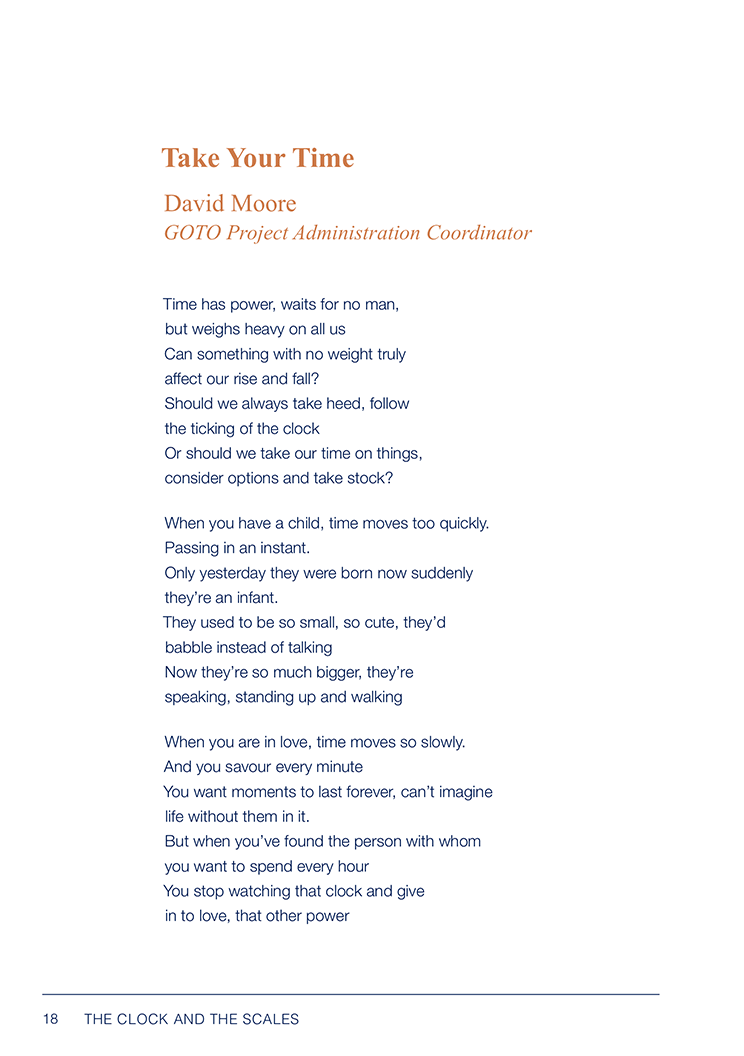 Take Your Time
David Moore
GOTO Project Administration Coordinator
Time has power, waits for no man,
but weighs heavy on all us
Can something with no weight truly
affect our rise and fall?
Should we always take heed, follow
the ticking of the clock
Or should we take our time on things,
consider options and take stock?
When you have a child, time moves too quickly.
Passing in an instant.
Only yesterday they were born now suddenly
they’re an infant.
They used to be so small, so cute, they’d
babble instead of talking
Now they’re so much bigger, they’re
speaking, standing up and walking
When you are in love, time moves so slowly.
And you savour every minute
You want moments to last forever, can’t imagine
life without them in it.
But when you’ve found the person with whom
you want to spend every hour
You stop watching that clock and give
in to love, that other power
18 THE CLOCK AND THE SCALES